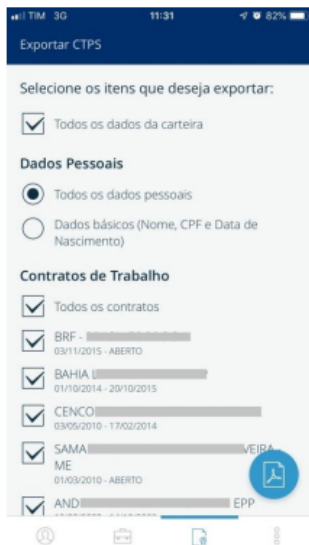 TIM 3G 11:31 82%
Exportar CTPS
Selecione os itens que deseja exportar:
Todos os dados da carteira
Dados Pessoais
Todos os dados pessoais
Dados básicos (Nome, CPF e Data de
Nascimento)
Contratos de Trabalho
Todos os contratos
BRF -
03/11/2015 - ABERTO
BAHIA
01/10/2014 - 20/10/2015
CENCO
03/05/2010 - 17/02/2014
SAMA VEIRA -
ME
01/03/2010 - ABERTO
AND EPP